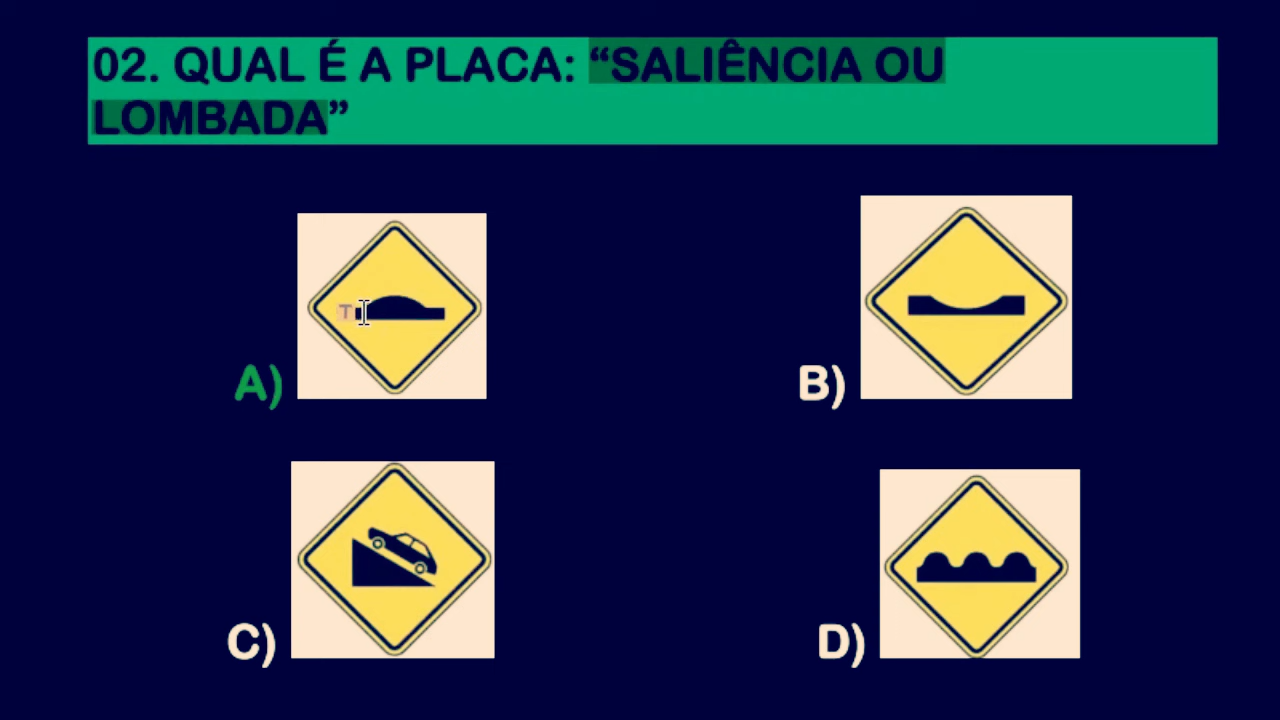 02. QUAL É A PLACA: “SALIÊNCIA OU
LOMBADA”
T
A)
B)
C)
D)